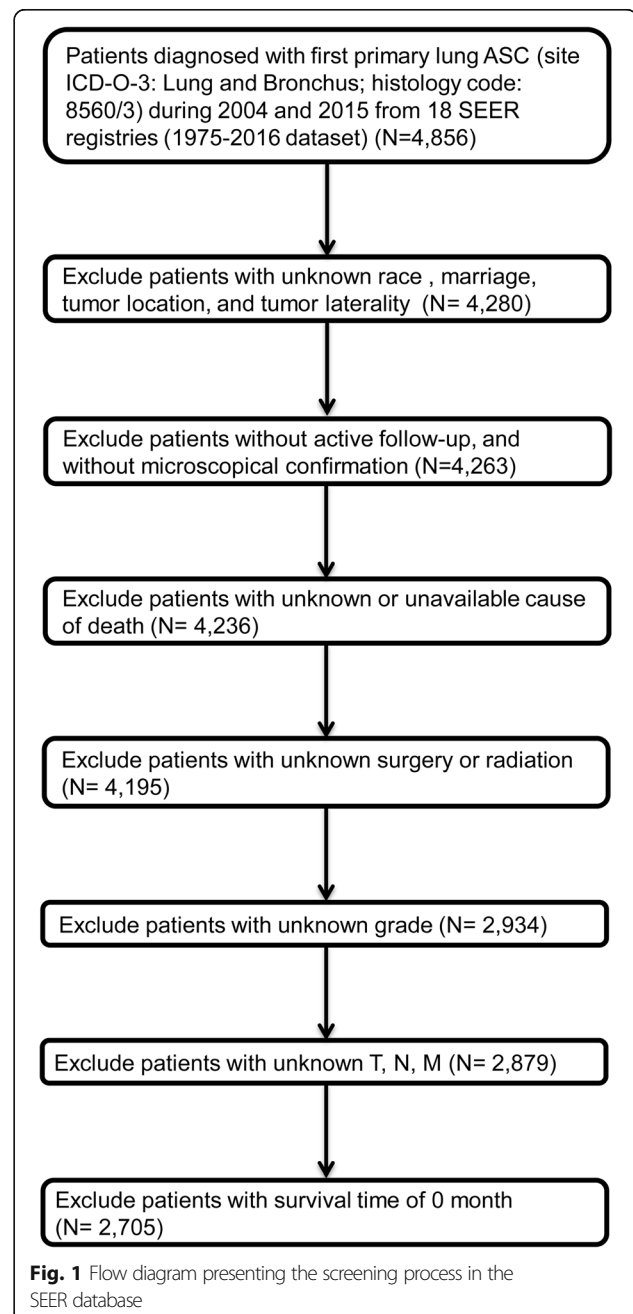 Patients diagnosed with first primary lung ASC (site
ICD-O-3: Lung and Bronchus; histology code:
8560/3) during 2004 and 2015 from 18 SEER
registries (1975-2016 dataset) (N=4,856)
Exclude patients with unknown race , marriage,
tumor location, and tumor laterality (N= 4,280)
Exclude patients without active follow-up, and
without microscopical confirmation (N=4,263)
Exclude patients with unknown or unavailable cause
of death (N= 4,236)
Exclude patients with unknown surgery or radiation
(N= 4,195)
Exclude patients with unknown grade (N= 2,934)
Exclude patients with unknown T, N, M (N= 2,879)
Exclude patients with survival time of 0 month
(N= 2,705)
Fig. 1 Flow diagram presenting the screening process in the
SEER database